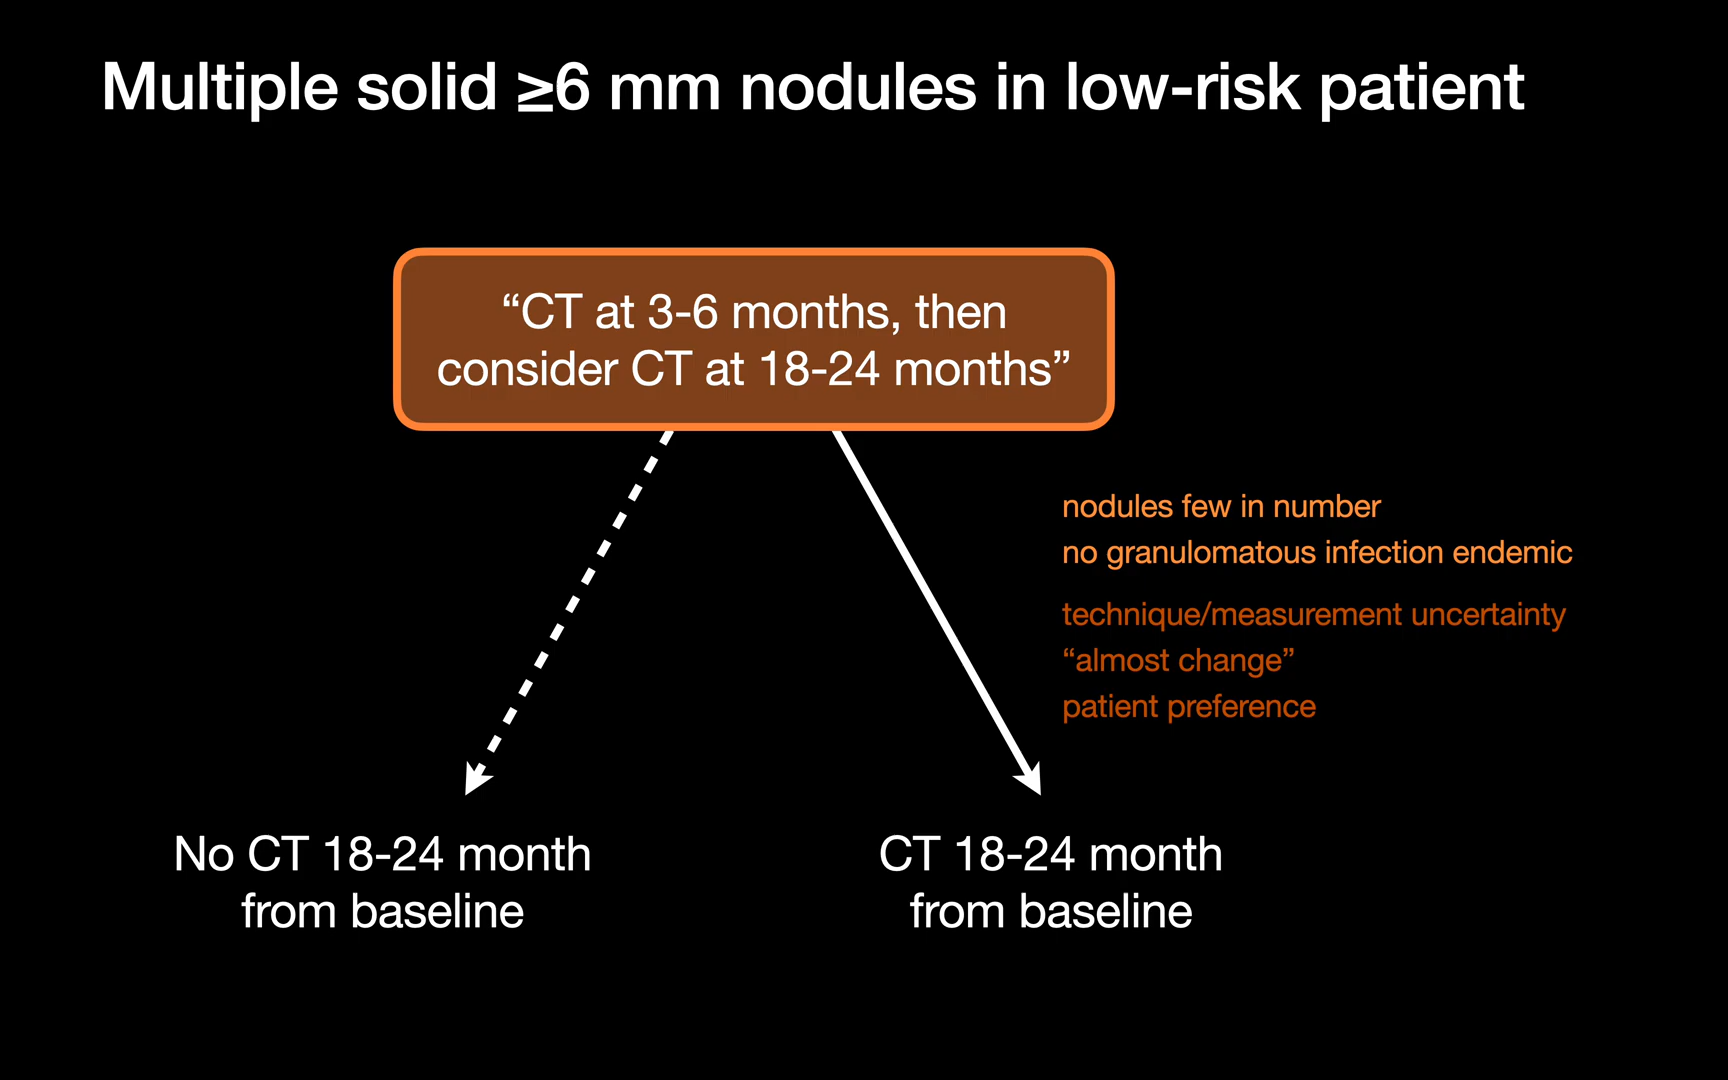 Multiple solid ≥6 mm nodules in low-risk patient
“CT at 3-6 months, then
consider CT at 18-24 months”
nodules few in number
no granulomatous infection endemic
technique/measurement uncertainty
“almost change”
patient preference
No CT 18-24 month
from baseline
CT 18-24 month
from baseline